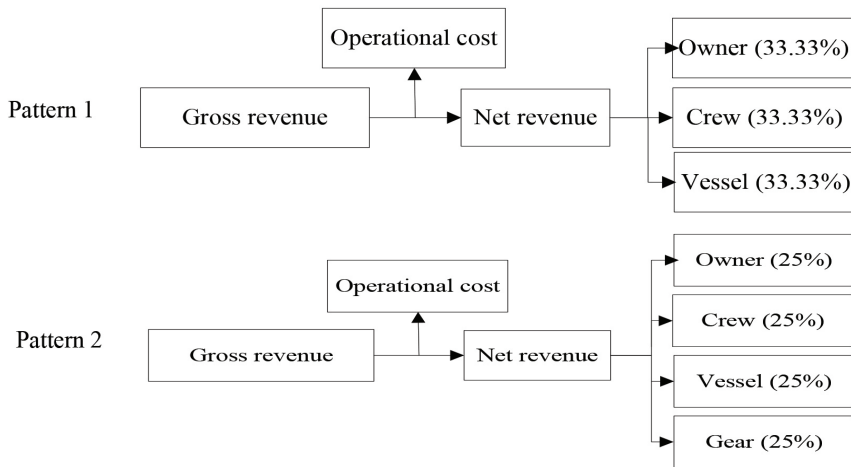 Operational cost
Owner (33.33%)
Pattern 1
Gross revenue
Net revenue
Crew (33.33%)
Vessel (33.33%)
Operational cost
Owner (25%)
Pattern 2
Gross revenue
Net revenue
Crew (25%)
Vessel (25%)
Gear (25%)